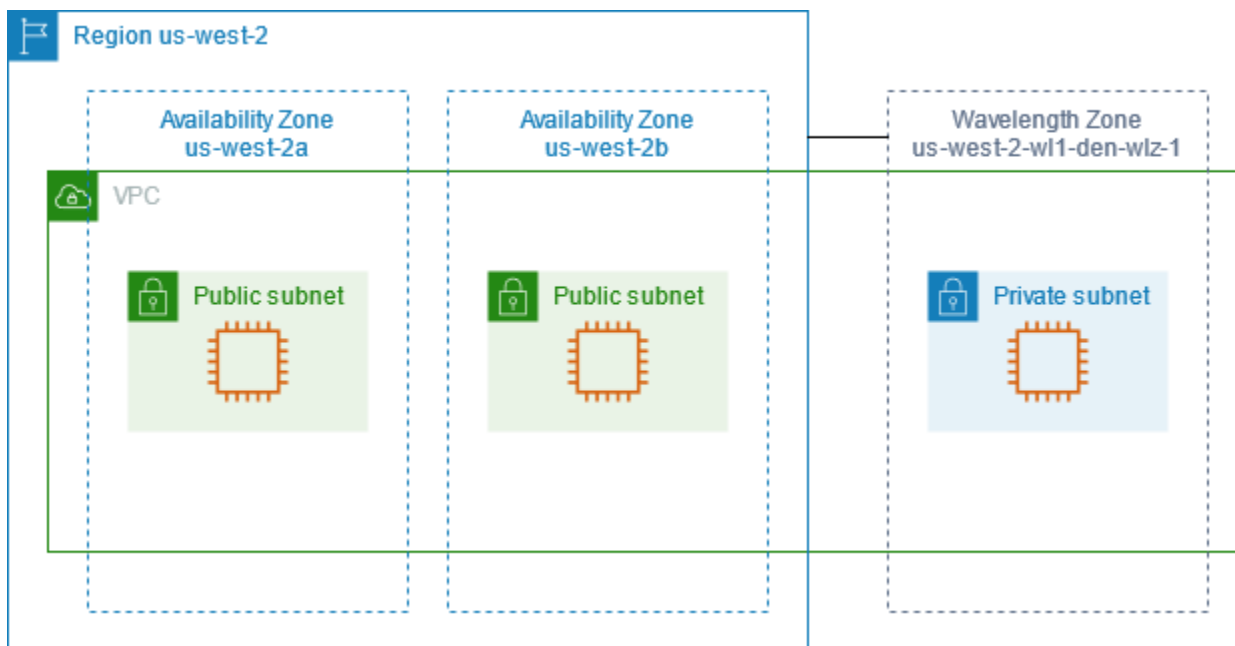 Region us-west-2
Availability Zone
us-west-2a
Availability Zone
us-west-2b
Wavelength Zone
us-west-2-wl1-den-wlz-1
VPC
Public subnet
Public subnet
Private subnet